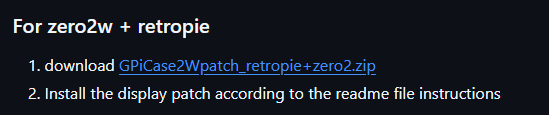 For zero2w + retropie
1. download GPiCase2Wpatch_retropie+zero2.zip
2. Install the display patch according to the readme file instructions